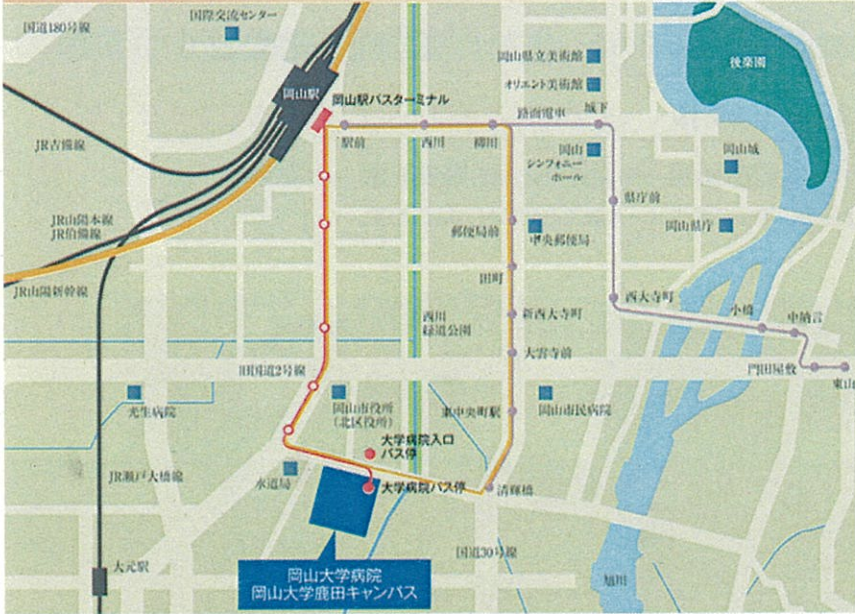 国際交流センター
国道180号線
岡山県立美術館
後楽園
オリエント美術館
岡山駅
岡山駅バスターミナル
路面電車
城下
駅前
西川
柳川
岡山
シンフォニー
ホール
岡山城
JR吉備線
県庁前
JR山陽本線
JR伯備線
郵便局前
中央郵便局
岡山県庁
田町
JR山陽新幹線
西大寺町
小橋
中納言
西川
緑道公園
新西大寺町
大雲寺前
旧国道2号線
門田屋敷
東山
光生病院
岡山市役所
(北区役所)
東中央町駅
岡山市民病院
大学病院入口
バス停
JR瀬戸大橋線
水道局
大学病院バス停
清輝橋
国道30号線
大元駅
岡山大学病院
岡山大学鹿田キャンパス
旭川